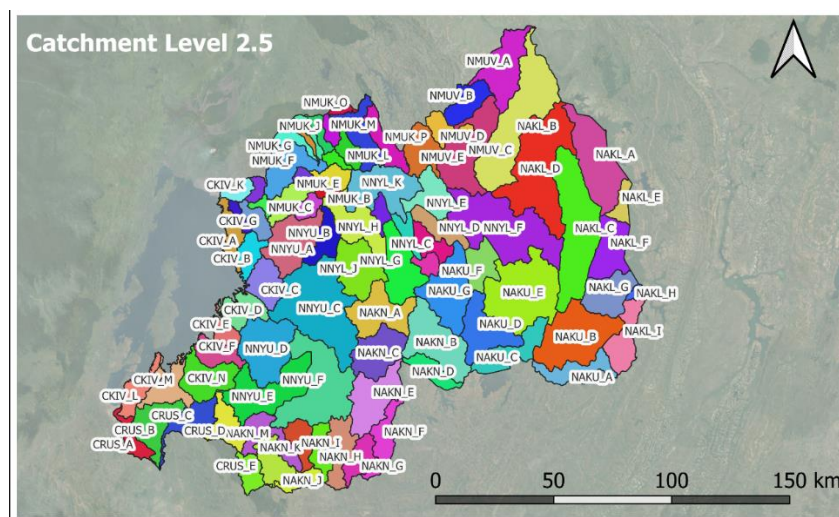 Catchment Level 2.5
NMUV_A
NMUV_B
NMUK_O
NMUK_J
NMUK_M
NMUK_P
NMUV_D
NAKL_B
NMUK_G
NMUK_L
NMUV_E
NMUV_C
NAKL_A
NMUK_F
NAKL_D
CKIV_K
NMUK_E
NNYL_K
NMUK_B
NAKL_E
NMUK_C
NNYL_E
CKIV_G
NNYU_B
NNYL_H
NNYL_D
NNYL_F
NAKL_C
CKIV_A
NNYU_A
NNYL_C
NAKL_F
CKIV_B
NNYL_G
NNYL_J
NAKU_F
CKIV_C
NAKU_G
NAKU_E
NAKL_G
NAKL_H
NNYU_C
CKIV_D
NAKN_A
CKIV_E
NAKU_D
NAKU_B
NAKL_I
CKIV_F
NNYU_D
NAKN_B
NAKN_C
NAKU_C
CKIV_M
CKIV_N
NNYU_F
NAKN_D
NAKU_A
CKIV_L
NNYU_E
NAKN_E
CRUS_C
CRUS_B
CRUS_D
NAKN_M
NAKN_F
CRUS_A
NAKN_K
NAKN_I
NAKN_H
CRUS_E
NAKN_G
NAKN_J
0 50 100 150 km